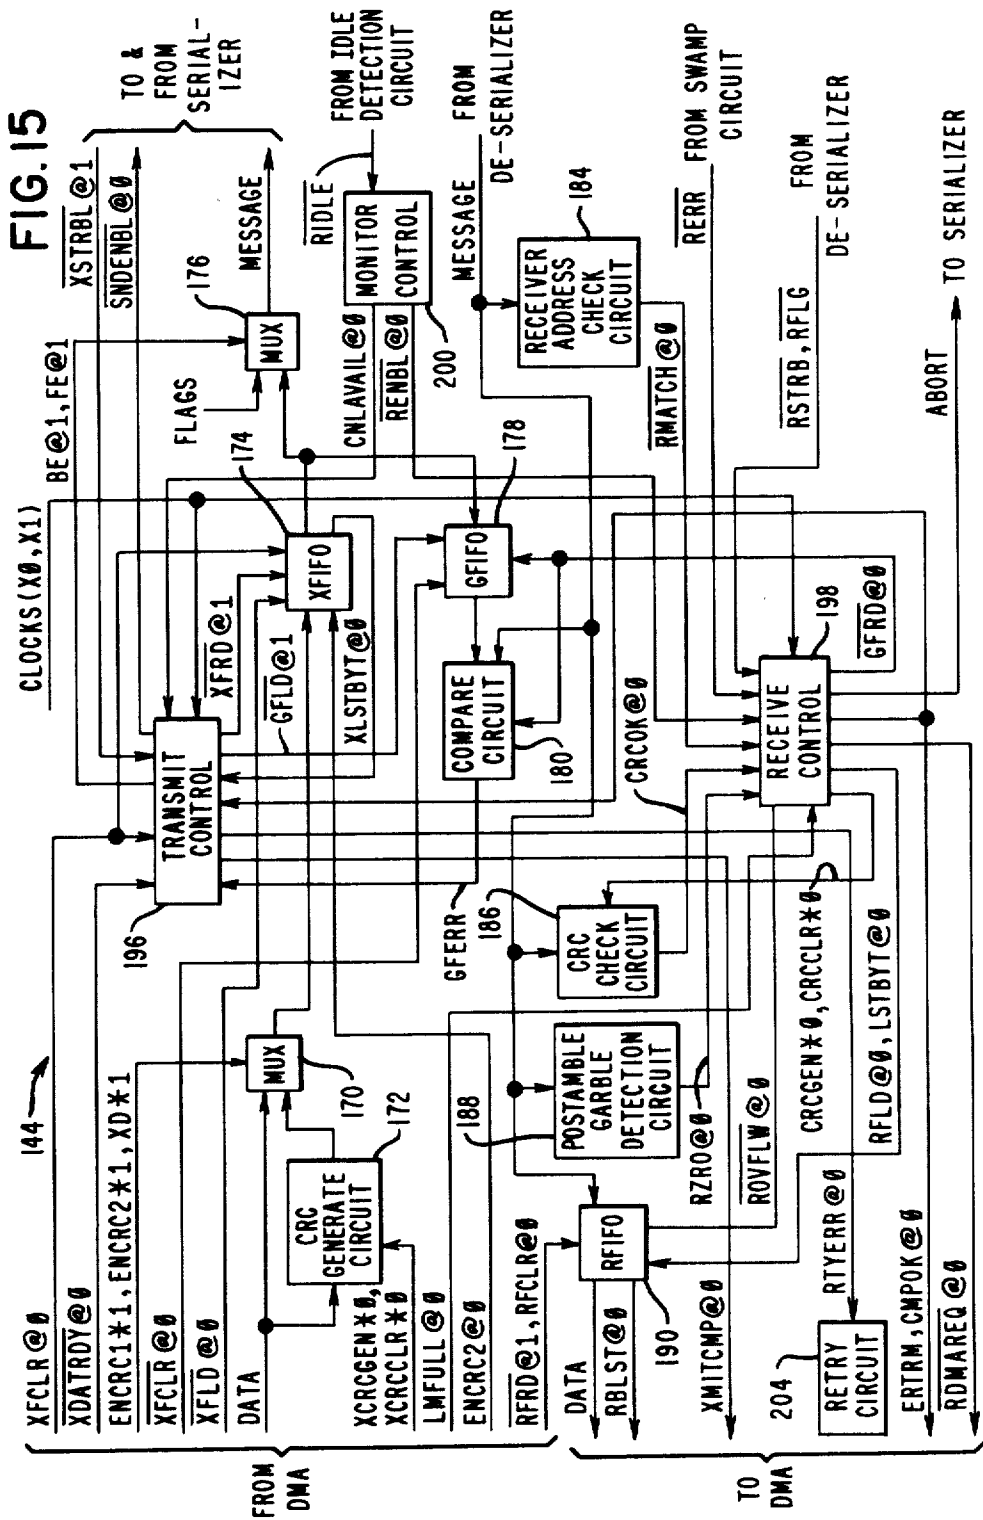 FIG.15
144
XFCLR@0
XDATRDY@0
ENCRC1*1,ENCRC2*1,XD*1
XFCLR@0
XFLD@0
DATA
XCRCGEN*0,
XCRCCLR*0
LMFULL@0
ENCRC2@0
RFRD@1,RFCLR@0
FROM
DMA
DATA
RBLST@0
XMITCMP@0
204
RETRY
CIRCUIT
ERTRM,CMPOK@0
RDMAREQ@0
TO
DMA
CRC
GENERATE
CIRCUIT
172
MUX
170
RFIFO
190
188
POSTAMBLE
GARBLE
DETECTION
CIRCUIT
RZRO@0
ROVFLW@0
RTYERR@0
CRCGEN*0,CRCCLR*0
RFLD@0,LSTBYT@0
186
CRC
CHECK
CIRCUIT
CRCOK@0
196
TRANSMIT
CONTROL
GFERR
CLOCKS(X0,X1)
XFRD@1
GFLD@1
XLSTBYT@0
XFIFO
174
COMPARE
CIRCUIT
180
GFIFO
178
RECEIVE
CONTROL
198
GFRD@0
BE@1,FE@1
FLAGS
MUX
176
CNLAVAIL@0
RENBL@0
200
MONITOR
CONTROL
RIDLE
FROM IDLE
DETECTION
CIRCUIT
XSTRBL@1
SNDENBL@0
MESSAGE
TO &
FROM
SERIAL-
IZER
MESSAGE FROM
DE-SERIALIZER
RECEIVER
ADDRESS
CHECK
CIRCUIT
184
RMATCH@0
RERR FROM SWAMP
CIRCUIT
RSTRB,RFLG FROM
DE-SERIALIZER
ABORT TO SERIALIZER